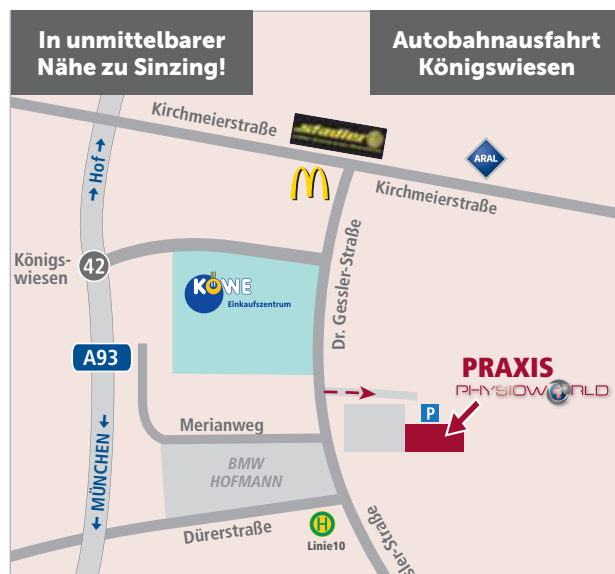 In unmittelbarer
Nähe zu Sinzing!
Autobahnausfahrt
Königswiesen
Kirchmeierstraße
stadler
ARAL
Hof
M
Kirchmeierstraße
Königs-
wiesen
42
KÖWE
Einkaufszentrum
Dr. Gessler-Straße
A93
PRAXIS
PHYSIOWORLD
P
Merianweg
MÜNCHEN
BMW
HOFMANN
Dürerstraße
H
Linie10
sler-Straße